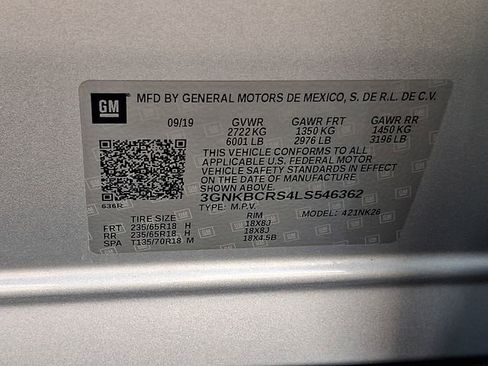 GM
MFD BY GENERAL MOTORS DE MEXICO, S. DE R.L. DE C.V.
09/19 GVWR GAWR FRT GAWR RR
2722 KG 1350 KG 1450 KG
6001 LB 2976 LB 3196 LB
THIS VEHICLE CONFORMS TO ALL
APPLICABLE U.S. FEDERAL MOTOR
VEHICLE SAFETY STANDARDS IN EFFECT
ON THE DATE OF MANUFACTURE
SHOWN ABOVE.
3GNKBCRS4LS546362
636R TYPE: M.P.V. MODEL: 421NK26
TIRE SIZE RIM
FRT 235/65R18 H 18X8J
RR 235/65R18 H 18X8J
SPA T135/70R18 M 18X4.5B